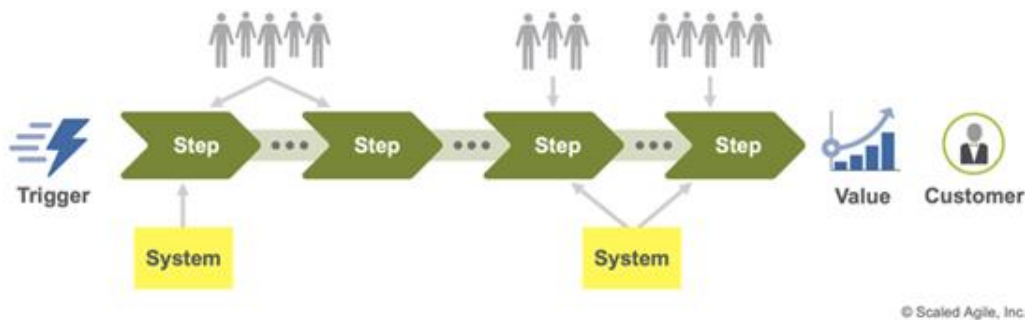 Step
Step
Step
Step
Trigger
Value
Customer
System
System
© Scaled Agile, Inc.